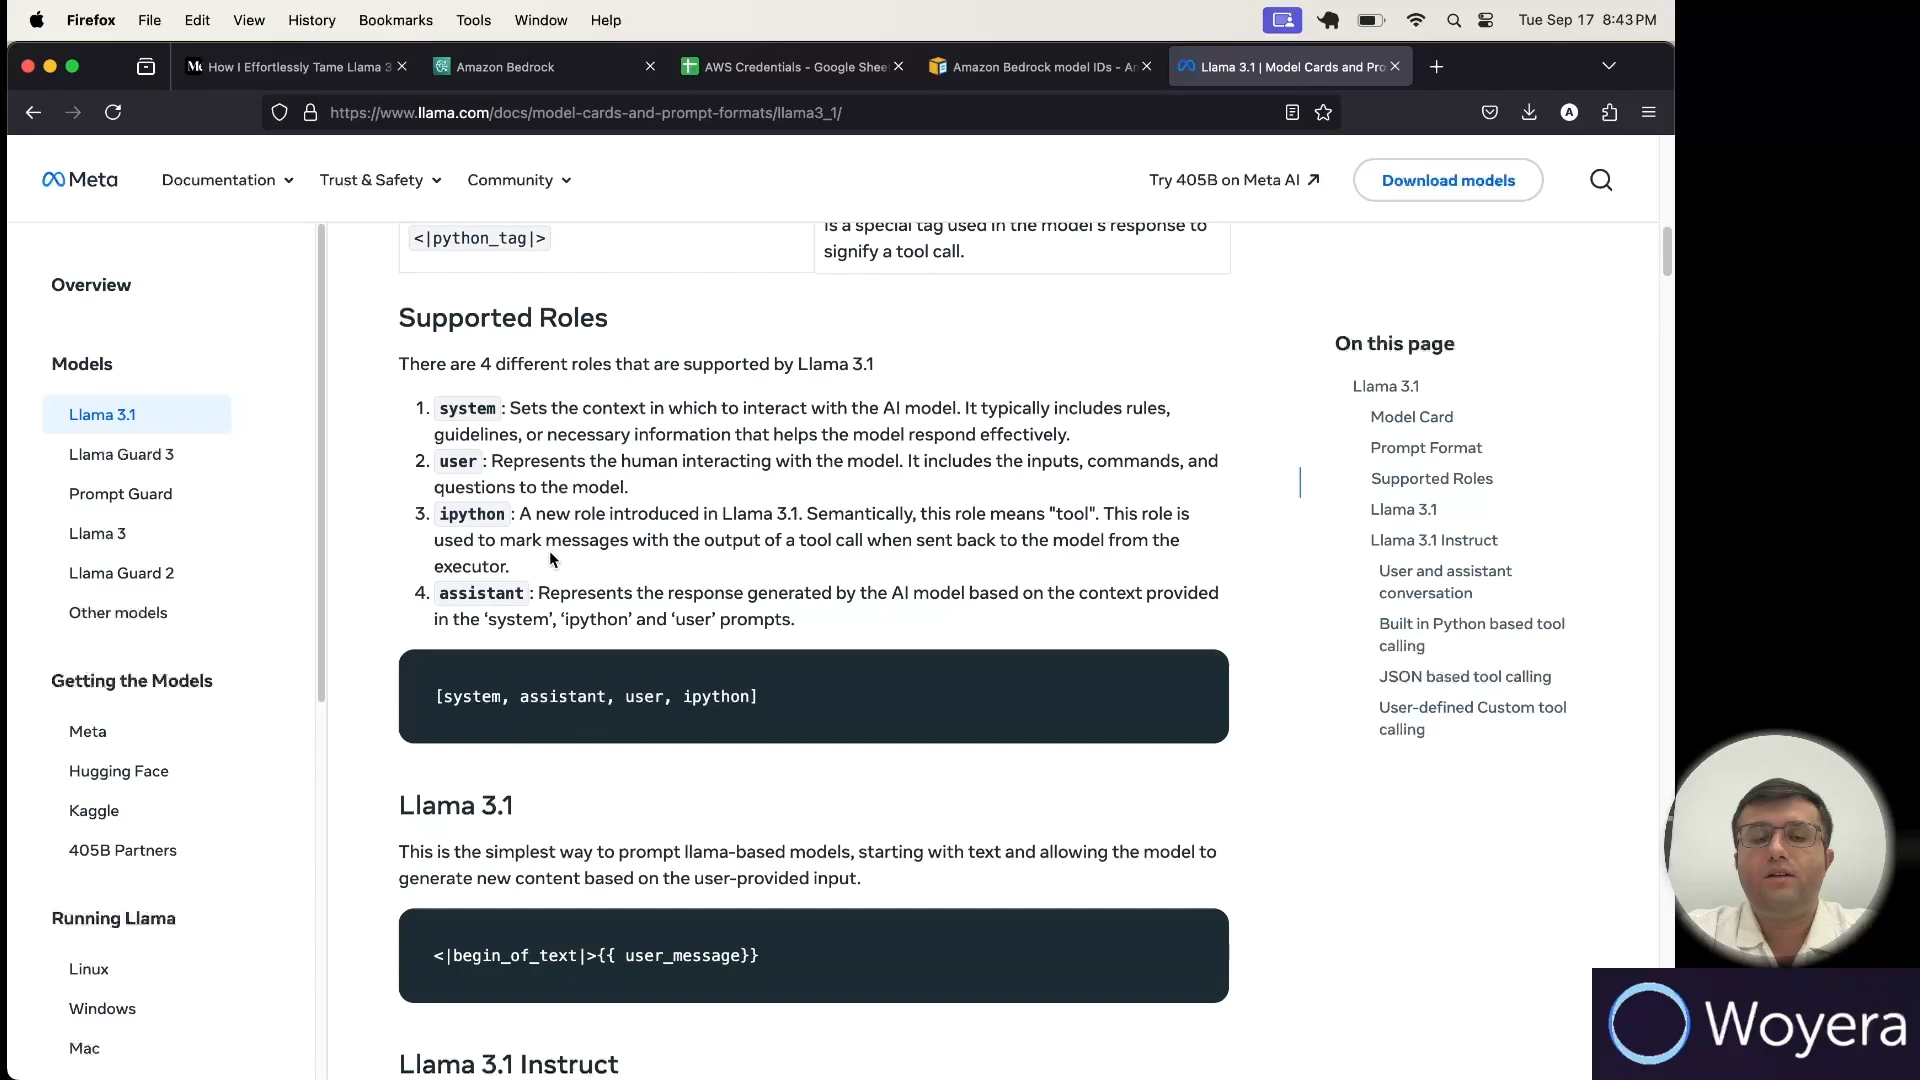 Firefox File Edit View History Bookmarks Tools Window Help Tue Sep 17 8:43 PM
How I Effortlessly Tame Llama 3 Amazon Bedrock AWS Credentials - Google Shee Amazon Bedrock model IDs - A Llama 3.1 | Model Cards and Pro
https://www.llama.com/docs/model-cards-and-prompt-formats/llama3_1/
A
Meta Documentation Trust & Safety Community Try 405B on Meta AI Download models
Overview
Models
Llama 3.1
Llama Guard 3
Prompt Guard
Llama 3
Llama Guard 2
Other models
Getting the Models
Meta
Hugging Face
Kaggle
405B Partners
Running Llama
Linux
Windows
Mac
<|python_tag|>
is a special tag used in the model's response to
signify a tool call.
Supported Roles
There are 4 different roles that are supported by Llama 3.1
1. system: Sets the context in which to interact with the AI model. It typically includes rules,
guidelines, or necessary information that helps the model respond effectively.
2. user: Represents the human interacting with the model. It includes the inputs, commands, and
questions to the model.
3. ipython: A new role introduced in Llama 3.1. Semantically, this role means "tool". This role is
used to mark messages with the output of a tool call when sent back to the model from the
executor.
4. assistant: Represents the response generated by the AI model based on the context provided
in the ‘system’, ‘ipython’ and ‘user’ prompts.
[system, assistant, user, ipython]
Llama 3.1
This is the simplest way to prompt llama-based models, starting with text and allowing the model to
generate new content based on the user-provided input.
<|begin_of_text|>{{ user_message}}
Llama 3.1 Instruct
On this page
Llama 3.1
Model Card
Prompt Format
Supported Roles
Llama 3.1
Llama 3.1 Instruct
User and assistant
conversation
Built in Python based tool
calling
JSON based tool calling
User-defined Custom tool
calling
Woyera